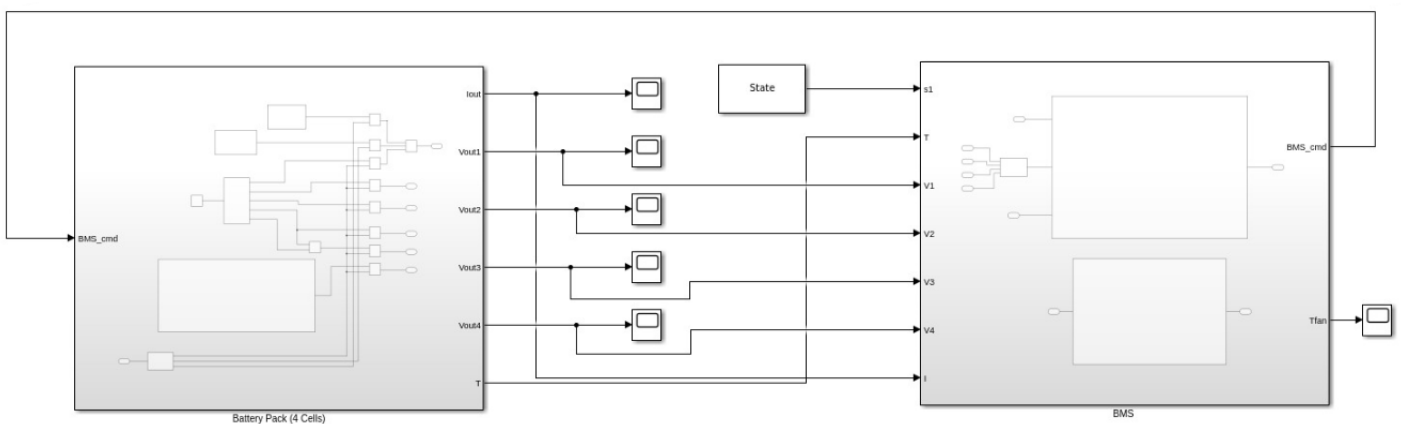 Iout
Vout1
Vout2
Vout3
Vout4
T
BMS_cmd
Battery Pack (4 Cells)
State
s1
T
V1
V2
V3
V4
I
BMS_cmd
Tfan
BMS